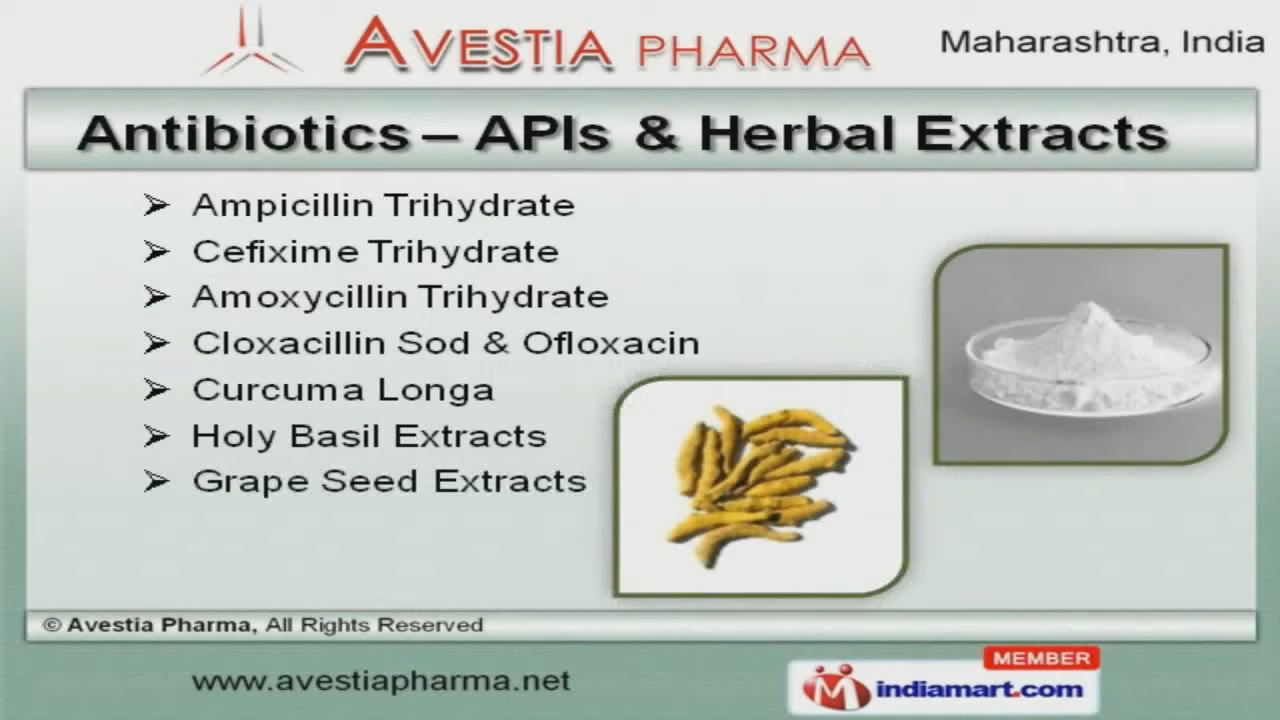 AVESTIA PHARMA
Maharashtra, India
Antibiotics – APIs & Herbal Extracts
➢ Ampicillin Trihydrate
➢ Cefixime Trihydrate
➢ Amoxycillin Trihydrate
➢ Cloxacillin Sod & Ofloxacin
➢ Curcuma Longa
➢ Holy Basil Extracts
➢ Grape Seed Extracts
© Avestia Pharma, All Rights Reserved
www.avestiapharma.net
MEMBER
indiamart.com